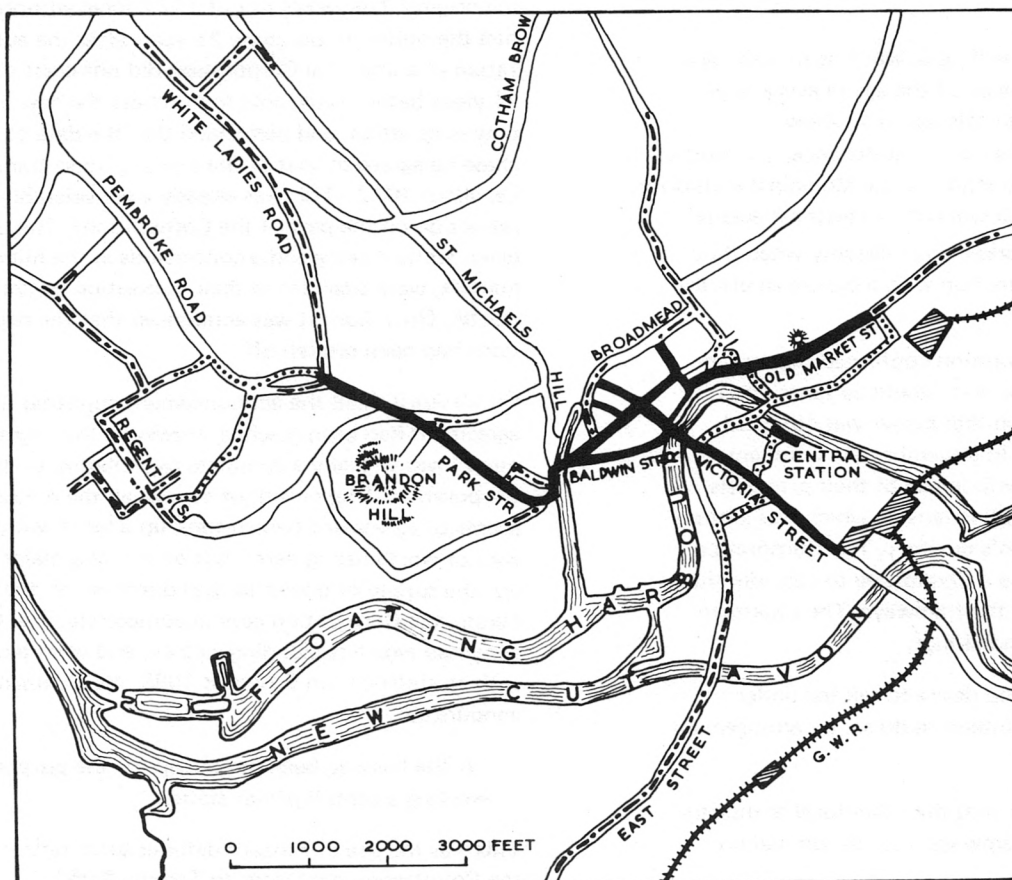 WHITE LADIES ROAD
COTHAM BROW
PEMBROKE ROAD
ST MICHAELS HILL
BROADMEAD
OLD MARKET ST
REGENT'S
BRANDON
HILL
PARK STR
BALDWIN STREET
VICTORIA STREET
CENTRAL
STATION
FLOATING HARBOUR
NEW CUT AVON
EAST STREET
G.W.R.
0 1000 2000 3000 FEET